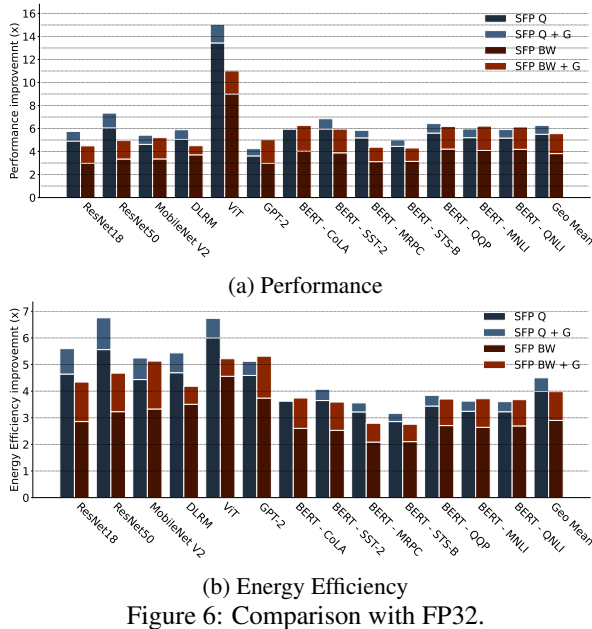 Performance improvemnt (x)
16
14
12
10
8
6
4
2
0
SFP Q
SFP Q + G
SFP BW
SFP BW + G
ResNet18
ResNet50
MobileNet V2
DLRM
ViT
GPT-2
BERT - CoLA
BERT - SST-2
BERT - MRPC
BERT - STS-B
BERT - QQP
BERT - MNLI
BERT - QNLI
Geo Mean
(a) Performance
Energy Efficiency improvemnt (x)
7
6
5
4
3
2
1
0
SFP Q
SFP Q + G
SFP BW
SFP BW + G
ResNet18
ResNet50
MobileNet V2
DLRM
ViT
GPT-2
BERT - CoLA
BERT - SST-2
BERT - MRPC
BERT - STS-B
BERT - QQP
BERT - MNLI
BERT - QNLI
Geo Mean
(b) Energy Efficiency
Figure 6: Comparison with FP32.